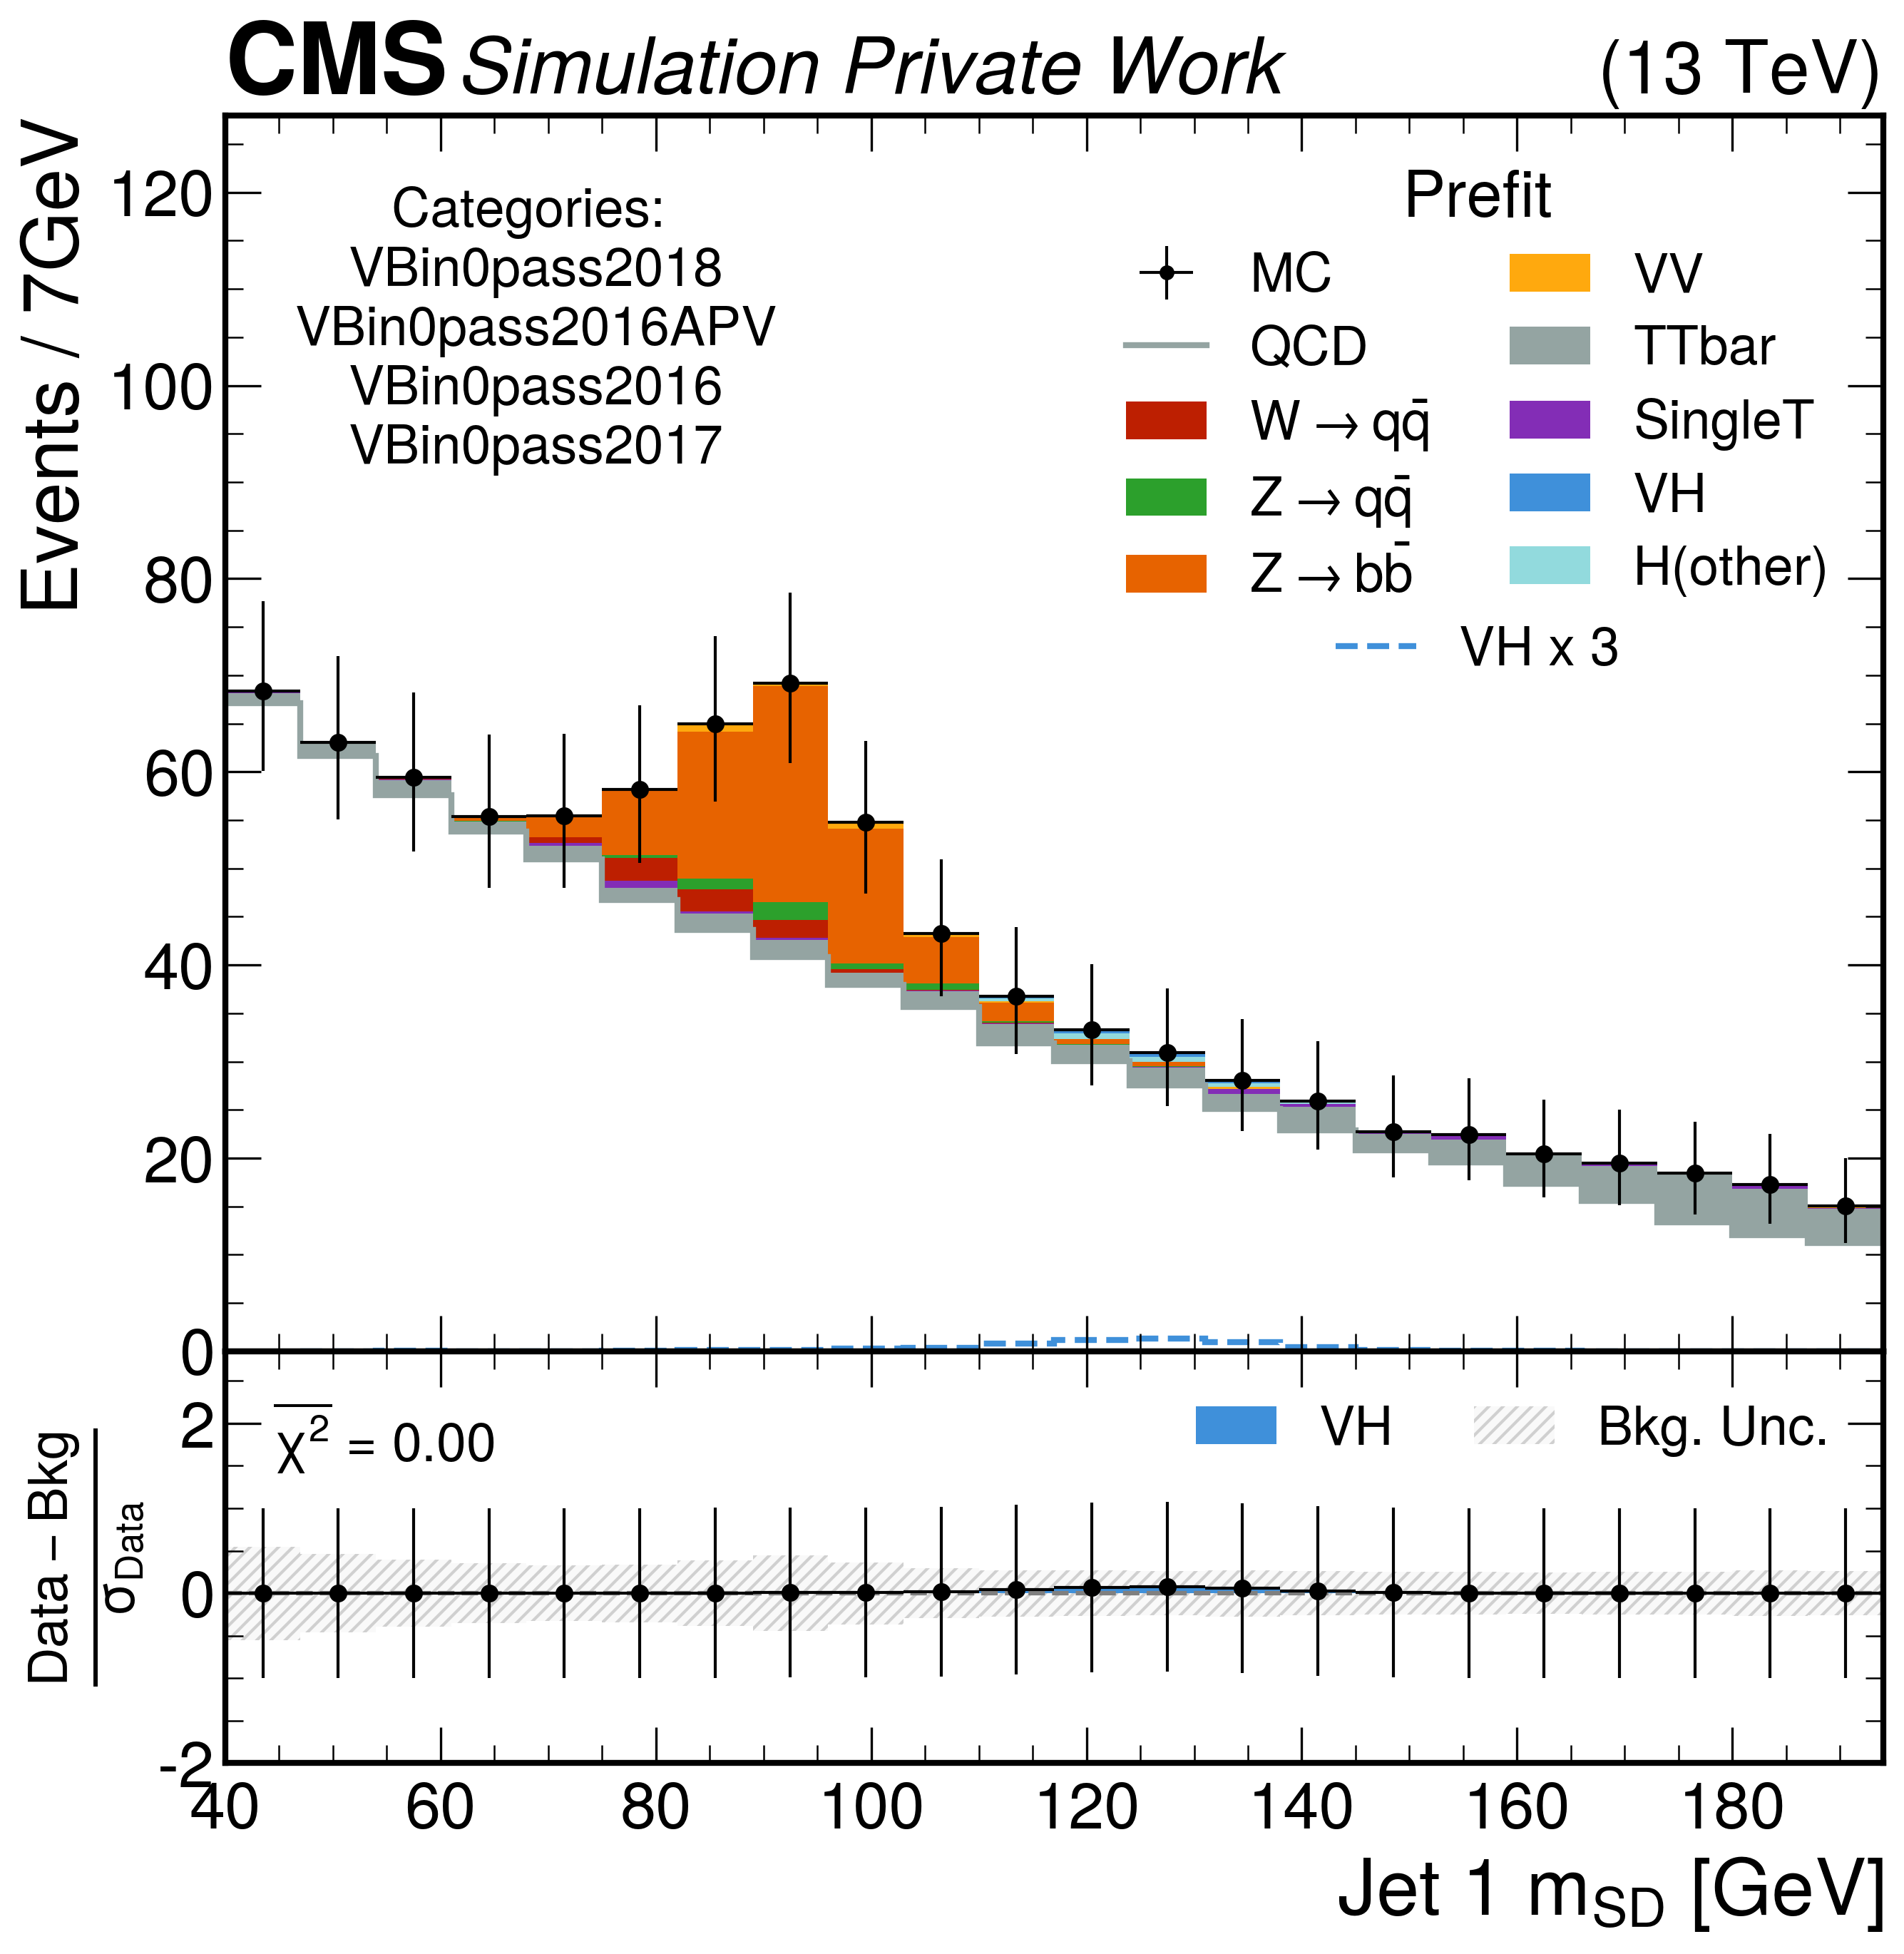 CMS Simulation Private Work (13 TeV)
Events / 7GeV
120
100
80
60
40
20
0
Categories:
VBin0pass2018
VBin0pass2016APV
VBin0pass2016
VBin0pass2017
Prefit
MC
QCD
W → qq̄
Z → qq̄
Z → bb̄
VV
TTbar
SingleT
VH
H(other)
VH x 3
Data − Bkg
σData
2
0
-2
χ² = 0.00
VH
Bkg. Unc.
40 60 80 100 120 140 160 180
Jet 1 mSD [GeV]